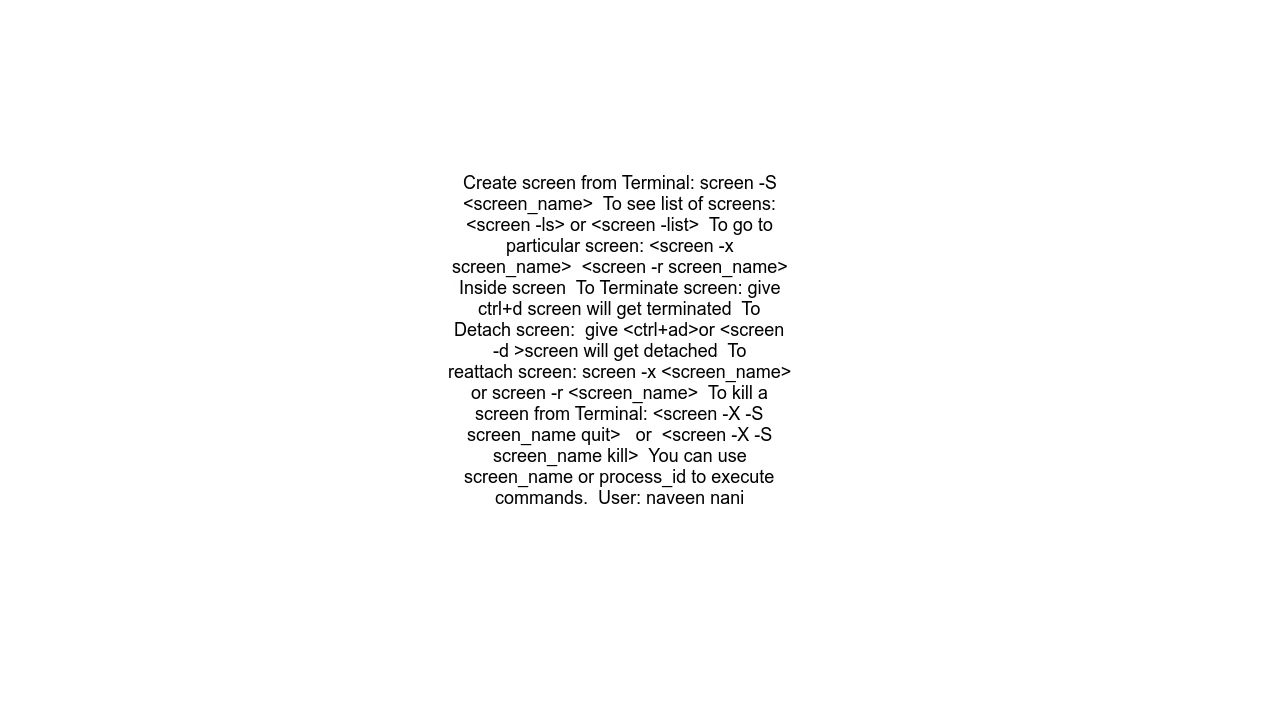 Create screen from Terminal: screen -S
<screen_name>  To see list of screens:
<screen -ls> or <screen -list>  To go to
particular screen: <screen -x
screen_name>  <screen -r screen_name>
Inside screen  To Terminate screen: give
ctrl+d screen will get terminated  To
Detach screen:  give <ctrl+ad>or <screen
-d >screen will get detached  To
reattach screen: screen -x <screen_name>
or screen -r <screen_name>  To kill a
screen from Terminal: <screen -X -S
screen_name quit>   or  <screen -X -S
screen_name kill>  You can use
screen_name or process_id to execute
commands.  User: naveen nani